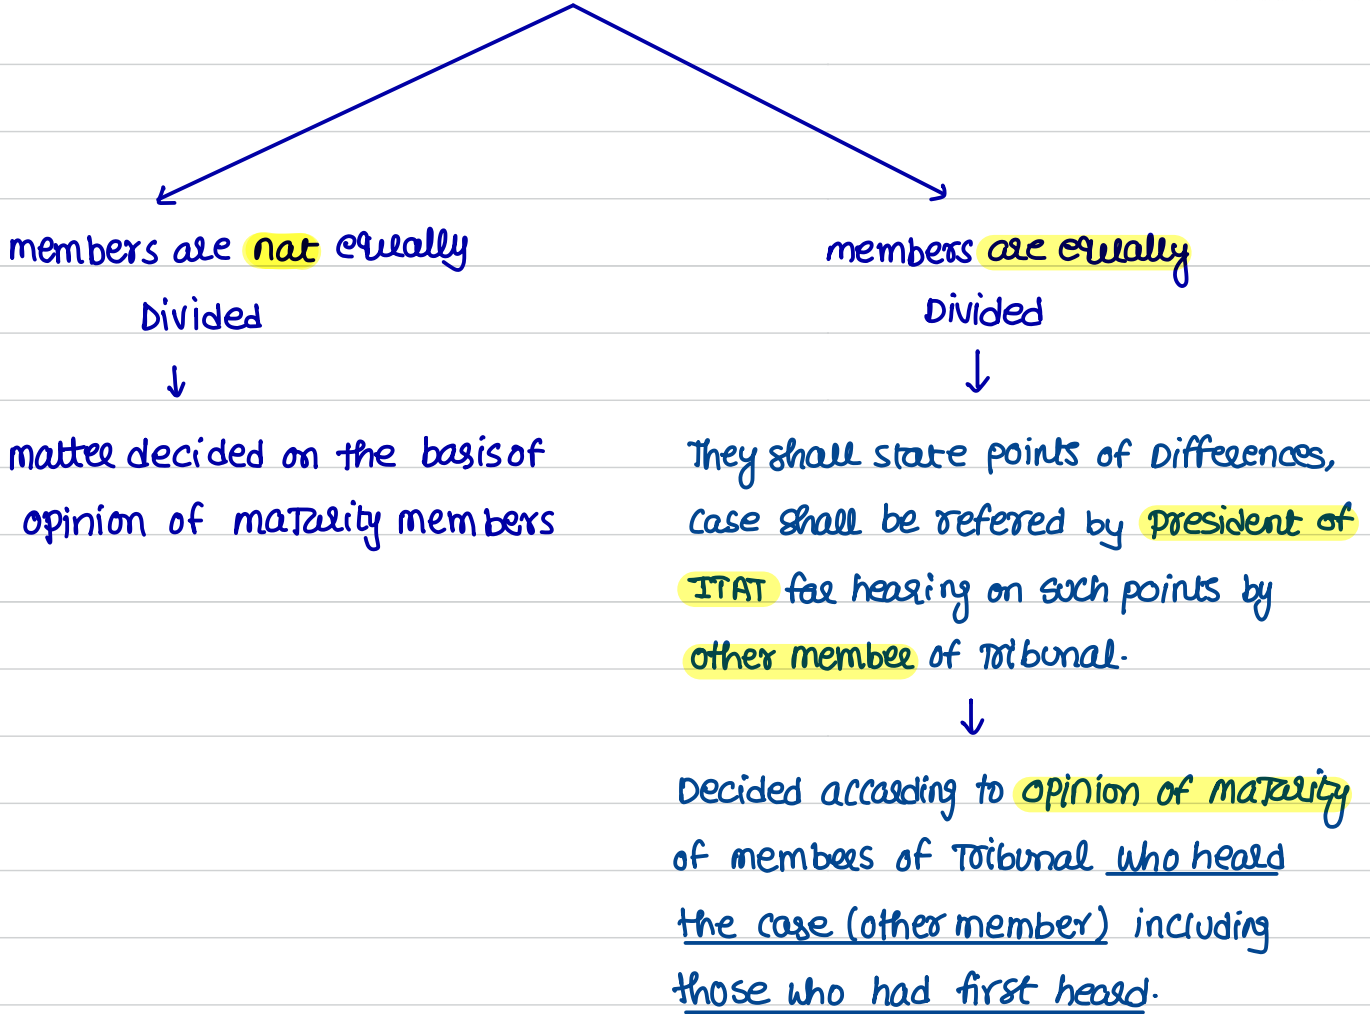 members are not equally
Divided
matter decided on the basis of
opinion of majority members
members are equally
Divided
They shall state points of Differences,
case shall be refered by president of
ITAT for hearing on such points by
other member of Tribunal.
Decided according to opinion of majority
of members of Tribunal who heard
the case (other member) including
those who had first heard.